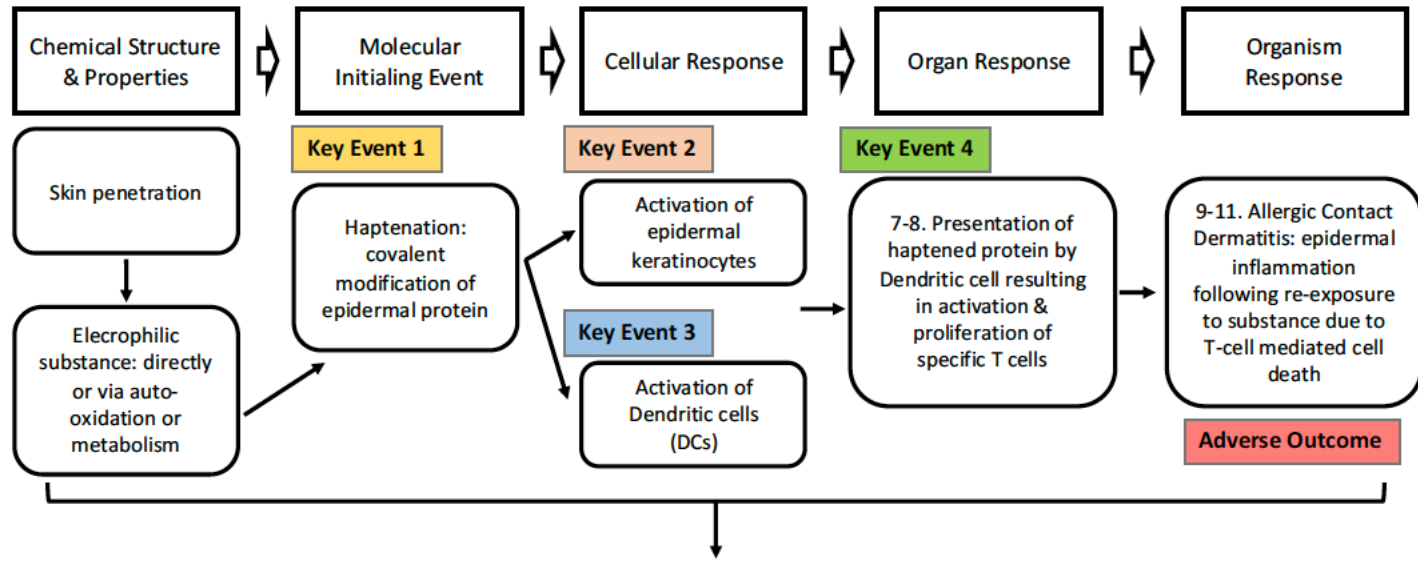 Chemical Structure
& Properties
Molecular
Initialing Event
Cellular Response
Organ Response
Organism
Response
Key Event 1
Key Event 2
Key Event 4
Skin penetration
Elecrophilic
substance: directly
or via auto-
oxidation or
metabolism
Haptenation:
covalent
modification of
epidermal protein
Activation of
epidermal
keratinocytes
Key Event 3
Activation of
Dendritic cells
(DCs)
7-8. Presentation of
haptened protein by
Dendritic cell resulting
in activation &
proliferation of
specific T cells
9-11. Allergic Contact
Dermatitis: epidermal
inflammation
following re-exposure
to substance due to
T-cell mediated cell
death
Adverse Outcome